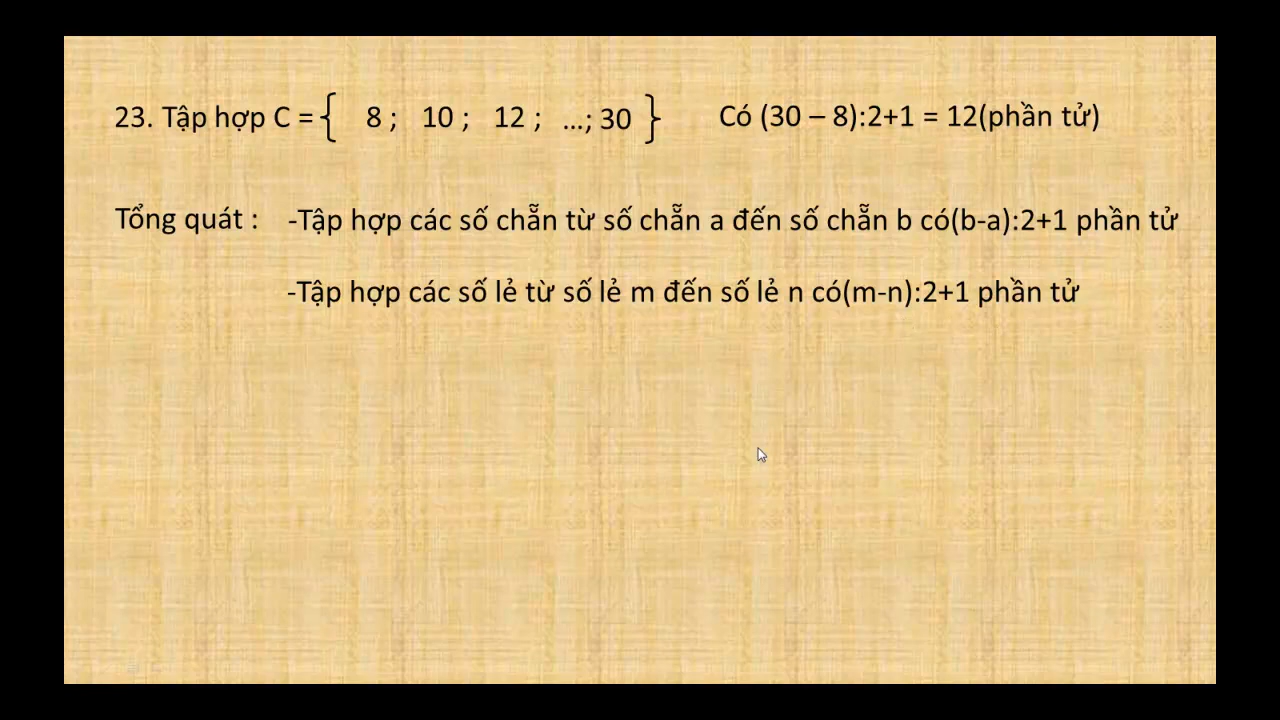 23. Tập hợp C = { 8 ; 10 ; 12 ; ...; 30 } Có (30 – 8):2+1 = 12(phần tử)
Tổng quát : -Tập hợp các số chẵn từ số chẵn a đến số chẵn b có(b-a):2+1 phần tử
-Tập hợp các số lẻ từ số lẻ m đến số lẻ n có(m-n):2+1 phần tử